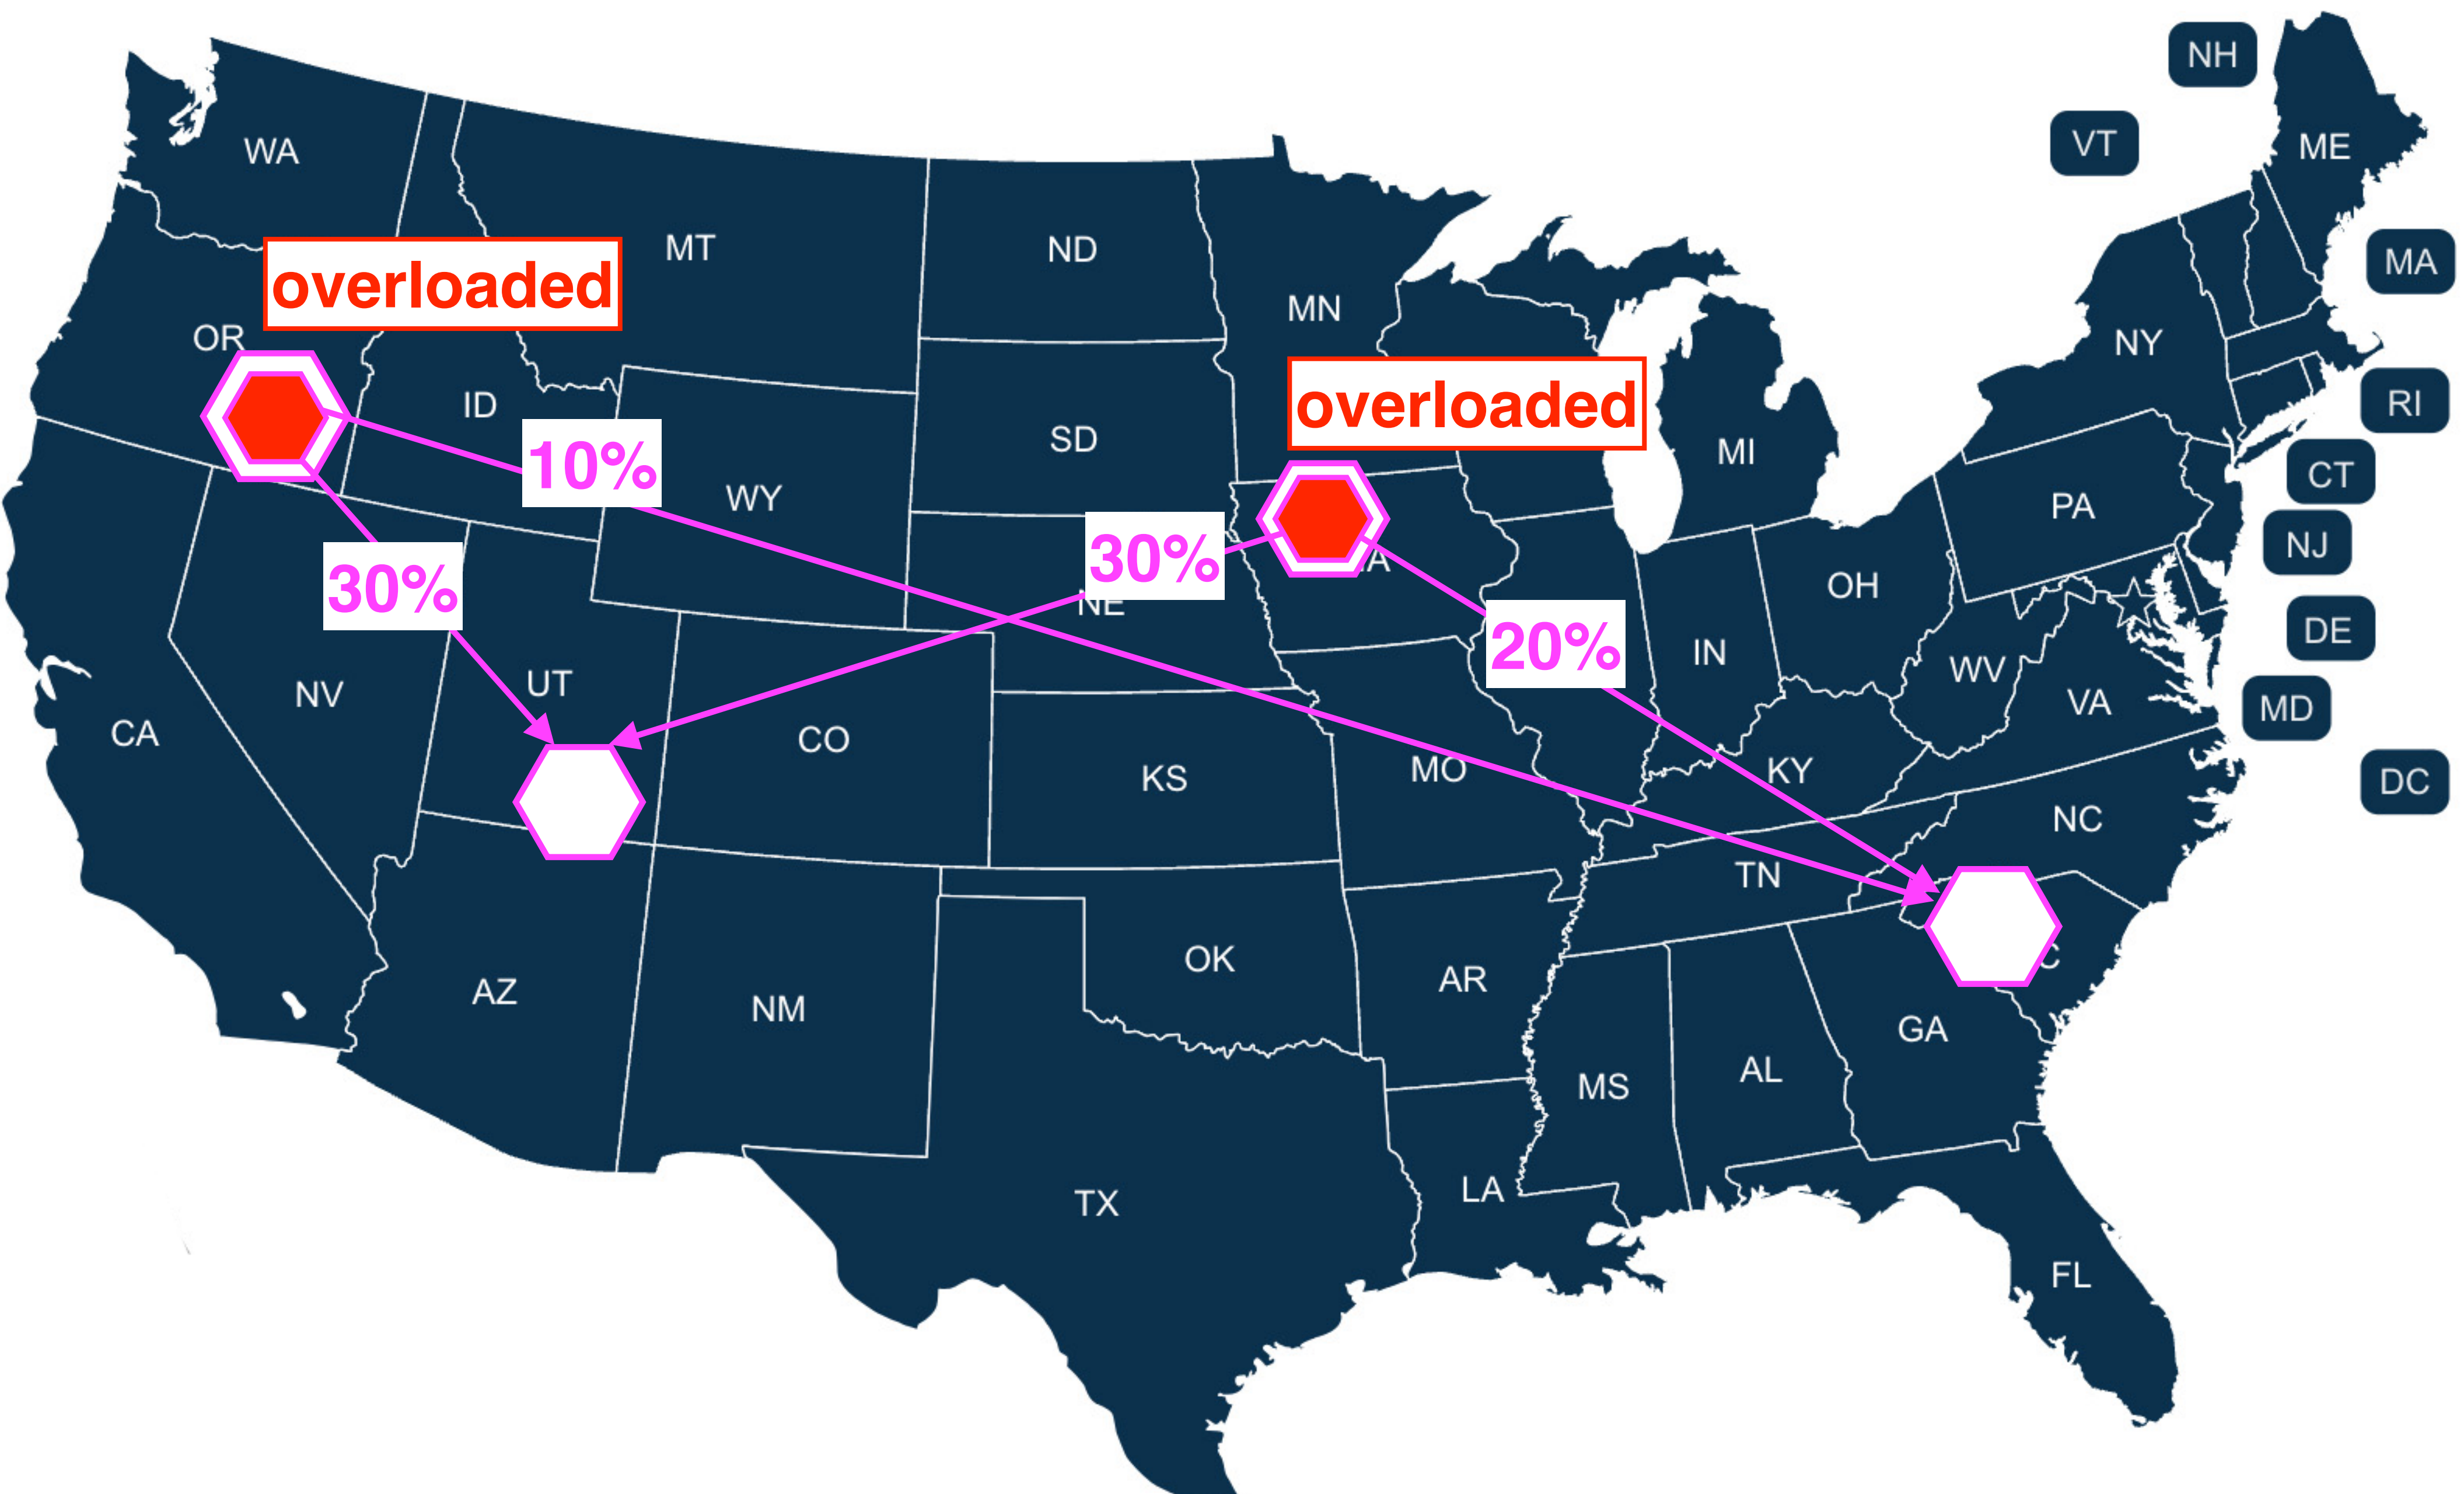 NH
VT
ME
WA
MT
ND
MN
MA
overloaded
OR
NY
ID
SD
overloaded
MI
RI
10%
WY
CT
PA
30%
30%
A
NJ
NE
OH
20%
DE
IN
WV
VA
MD
UT
NV
CA
CO
KS
MO
KY
DC
NC
TN
OK
AR
AZ
NM
GA
AL
MS
LA
TX
FL